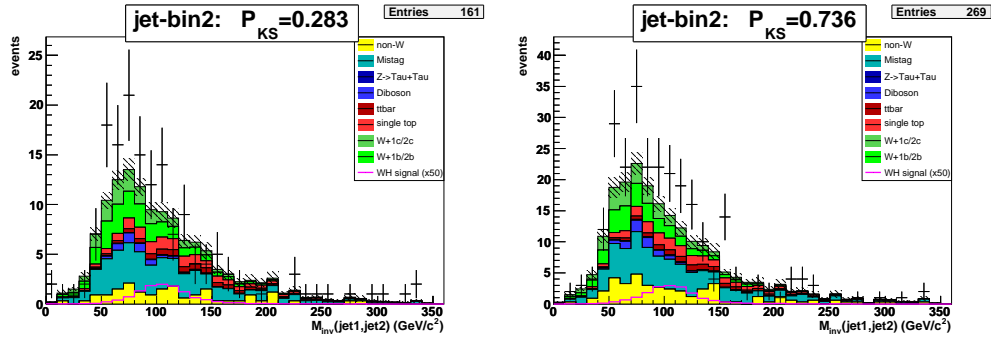 jet-bin2: P_KS=0.283
Entries 161
events
25
20
15
10
5
0
non-W
Mistag
Z->Tau+Tau
Diboson
ttbar
single top
W+1c/2c
W+1b/2b
WH signal (x50)
0 50 100 150 200 250 300 350
M_inv(jet1,jet2) (GeV/c²)
jet-bin2: P_KS=0.736
Entries 269
events
40
35
30
25
20
15
10
5
0
non-W
Mistag
Z->Tau+Tau
Diboson
ttbar
single top
W+1c/2c
W+1b/2b
WH signal (x50)
0 50 100 150 200 250 300 350
M_inv(jet1,jet2) (GeV/c²)